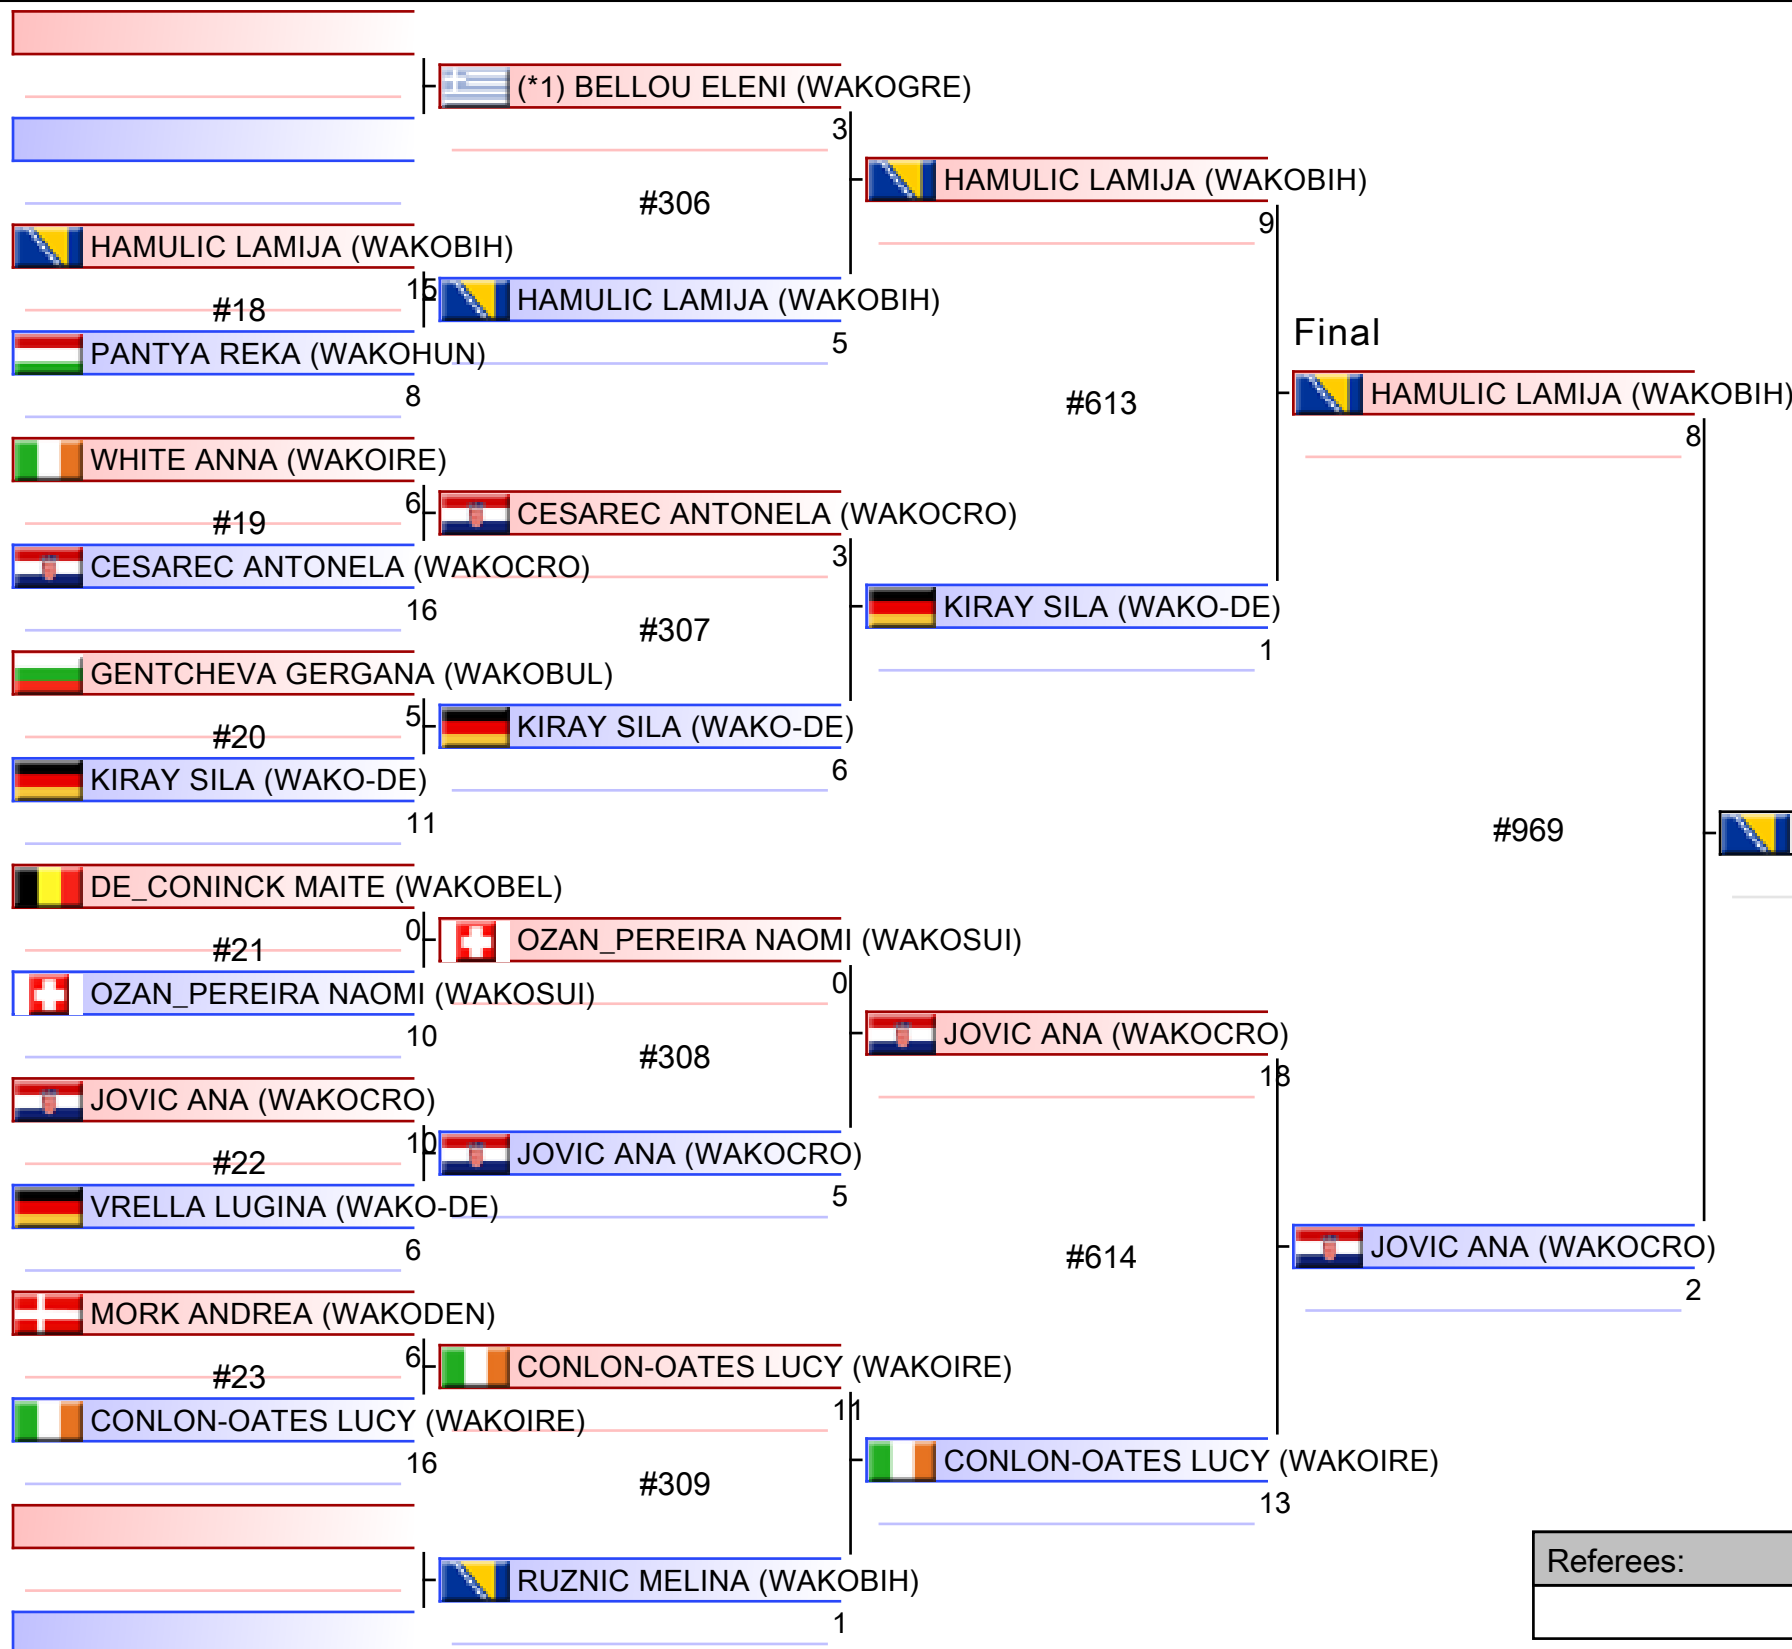 (*1) BELLOU ELENI (WAKOGRE)
3
#306
HAMULIC LAMIJA (WAKOBIH)
9
HAMULIC LAMIJA (WAKOBIH)
15
#18
HAMULIC LAMIJA (WAKOBIH)
5
PANTYA REKA (WAKOHUN)
8
Final
#613
HAMULIC LAMIJA (WAKOBIH)
8
WHITE ANNA (WAKOIRE)
6
#19
CESAREC ANTONELA (WAKOCRO)
3
CESAREC ANTONELA (WAKOCRO)
16
#307
KIRAY SILA (WAKO-DE)
1
GENTCHEVA GERGANA (WAKOBUL)
5
#20
KIRAY SILA (WAKO-DE)
6
KIRAY SILA (WAKO-DE)
11
#969
DE_CONINCK MAITE (WAKOBEL)
0
#21
OZAN_PEREIRA NAOMI (WAKOSUI)
0
OZAN_PEREIRA NAOMI (WAKOSUI)
10
#308
JOVIC ANA (WAKOCRO)
18
JOVIC ANA (WAKOCRO)
10
#22
JOVIC ANA (WAKOCRO)
5
VRELLA LUGINA (WAKO-DE)
6
#614
JOVIC ANA (WAKOCRO)
2
MORK ANDREA (WAKODEN)
6
#23
CONLON-OATES LUCY (WAKOIRE)
11
CONLON-OATES LUCY (WAKOIRE)
16
#309
CONLON-OATES LUCY (WAKOIRE)
13
RUZNIC MELINA (WAKOBIH)
1
Referees: